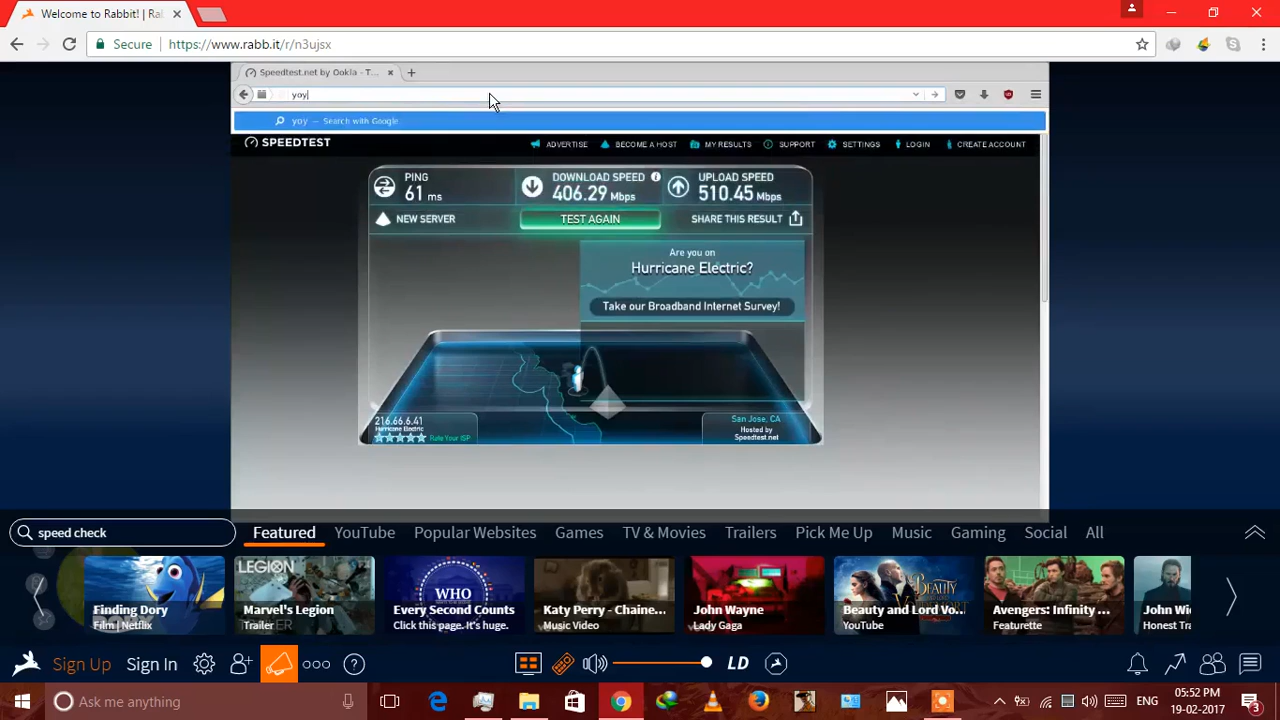 Welcome to Rabbit! | Ral
Secure https://www.rabb.it/r/n3ujsx
Speedtest.net by Ookla - T...
yoy
yoy — Search with Google
SPEEDTEST
ADVERTISE BECOME A HOST MY RESULTS SUPPORT SETTINGS LOGIN CREATE ACCOUNT
PING DOWNLOAD SPEED UPLOAD SPEED
61 ms 406.29 Mbps 510.45 Mbps
NEW SERVER TEST AGAIN SHARE THIS RESULT
Are you on
Hurricane Electric?
Take our Broadband Internet Survey!
216.66.6.41
Hurricane Electric
Rate Your ISP
San Jose, CA
Hosted by
Speedtest.net
speed check Featured YouTube Popular Websites Games TV & Movies Trailers Pick Me Up Music Gaming Social All
Finding Dory
Film | Netflix
LEGION
Marvel's Legion
Trailer
WHO
Every Second Counts
Click this page. It's huge.
Katy Perry - Chaine...
Music Video
John Wayne
Lady Gaga
Beauty and Lord Vo...
YouTube
Avengers: Infinity ...
Featurette
John Wi
Honest Tra
Sign Up Sign In LD
Ask me anything
ENG
05:52 PM
19-02-2017
3